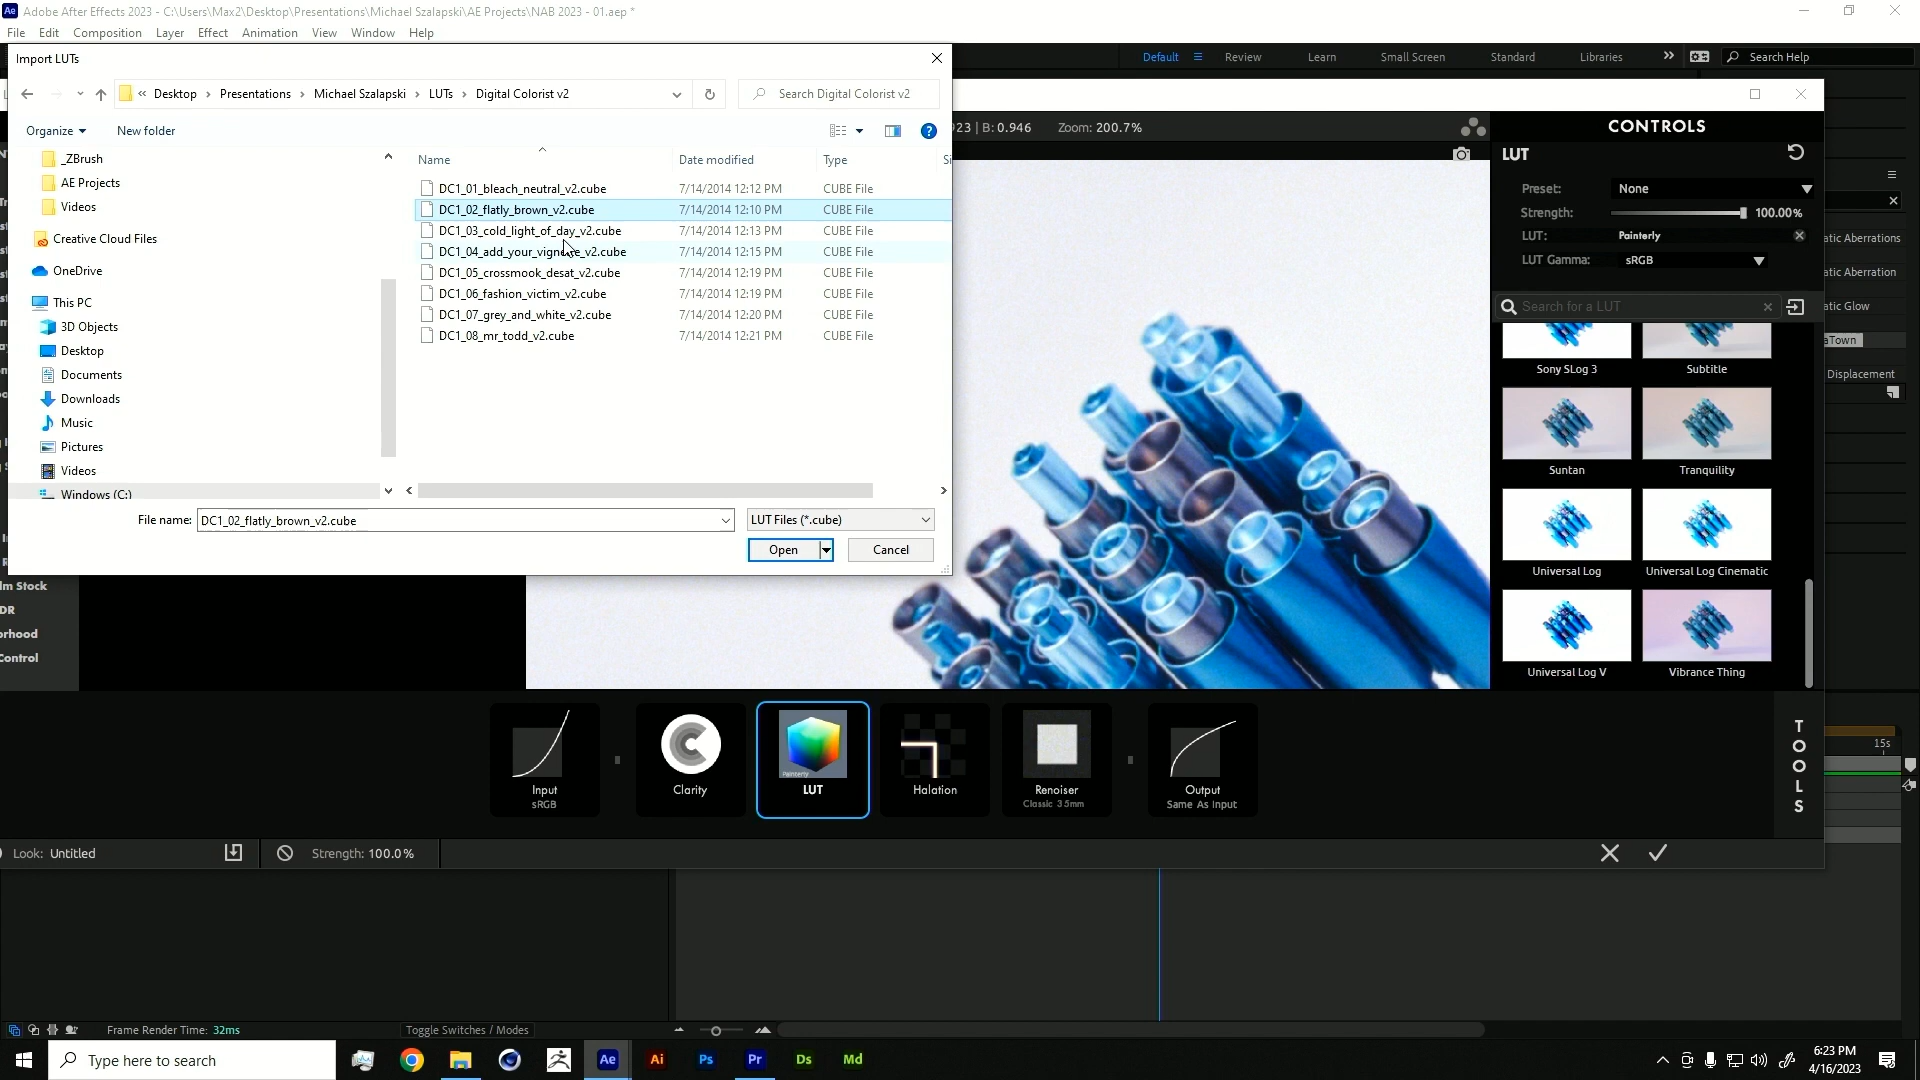 Adobe After Effects 2023 - C:\Users\Max2\Desktop\Presentations\Michael Szalapski\AE Projects\NAB 2023 - 01.aep *
File Edit Composition Layer Effect Animation View Window Help
Default Review Learn Small Screen Standard Libraries Search Help
Import LUTs
« Desktop › Presentations › Michael Szalapski › LUTs › Digital Colorist v2
Search Digital Colorist v2
Organize
New folder
_ZBrush
AE Projects
Videos
Creative Cloud Files
OneDrive
This PC
3D Objects
Desktop
Documents
Downloads
Music
Pictures
Videos
Windows (C:)
Name Date modified Type
DC1_01_bleach_neutral_v2.cube 7/14/2014 12:12 PM CUBE File
DC1_02_flatly_brown_v2.cube 7/14/2014 12:10 PM CUBE File
DC1_03_cold_light_of_day_v2.cube 7/14/2014 12:13 PM CUBE File
7/14/2014 12:15 PM CUBE File
DC1_05_crossmook_desat_v2.cube 7/14/2014 12:19 PM CUBE File
DC1_06_fashion_victim_v2.cube 7/14/2014 12:19 PM CUBE File
DC1_07_grey_and_white_v2.cube 7/14/2014 12:20 PM CUBE File
DC1_08_mr_todd_v2.cube 7/14/2014 12:21 PM CUBE File
File name: DC1_02_flatly_brown_v2.cube
LUT Files (*.cube)
Open
Cancel
923 | B: 0.946 Zoom: 200.7%
CONTROLS
LUT
Preset: None
Strength: 100.00%
LUT: Painterly
LUT Gamma: sRGB
Search for a LUT
Sony SLog 3
Subtitle
Suntan
Tranquility
Universal Log
Universal Log Cinematic
Universal Log V
Vibrance Thing
atic Aberrations
atic Aberration
atic Glow
aTown
Displacement
15s
lm Stock
DR
orhood
Control
Input
sRGB
Clarity
Painterly
LUT
Halation
Renoiser
Classic 35mm
Output
Same As Input
TOOLS
Look: Untitled
Strength: 100.0%
Frame Render Time: 32ms
Toggle Switches / Modes
Type here to search
Ae Ai Ps Pr Ds Md
6:23 PM
4/16/2023